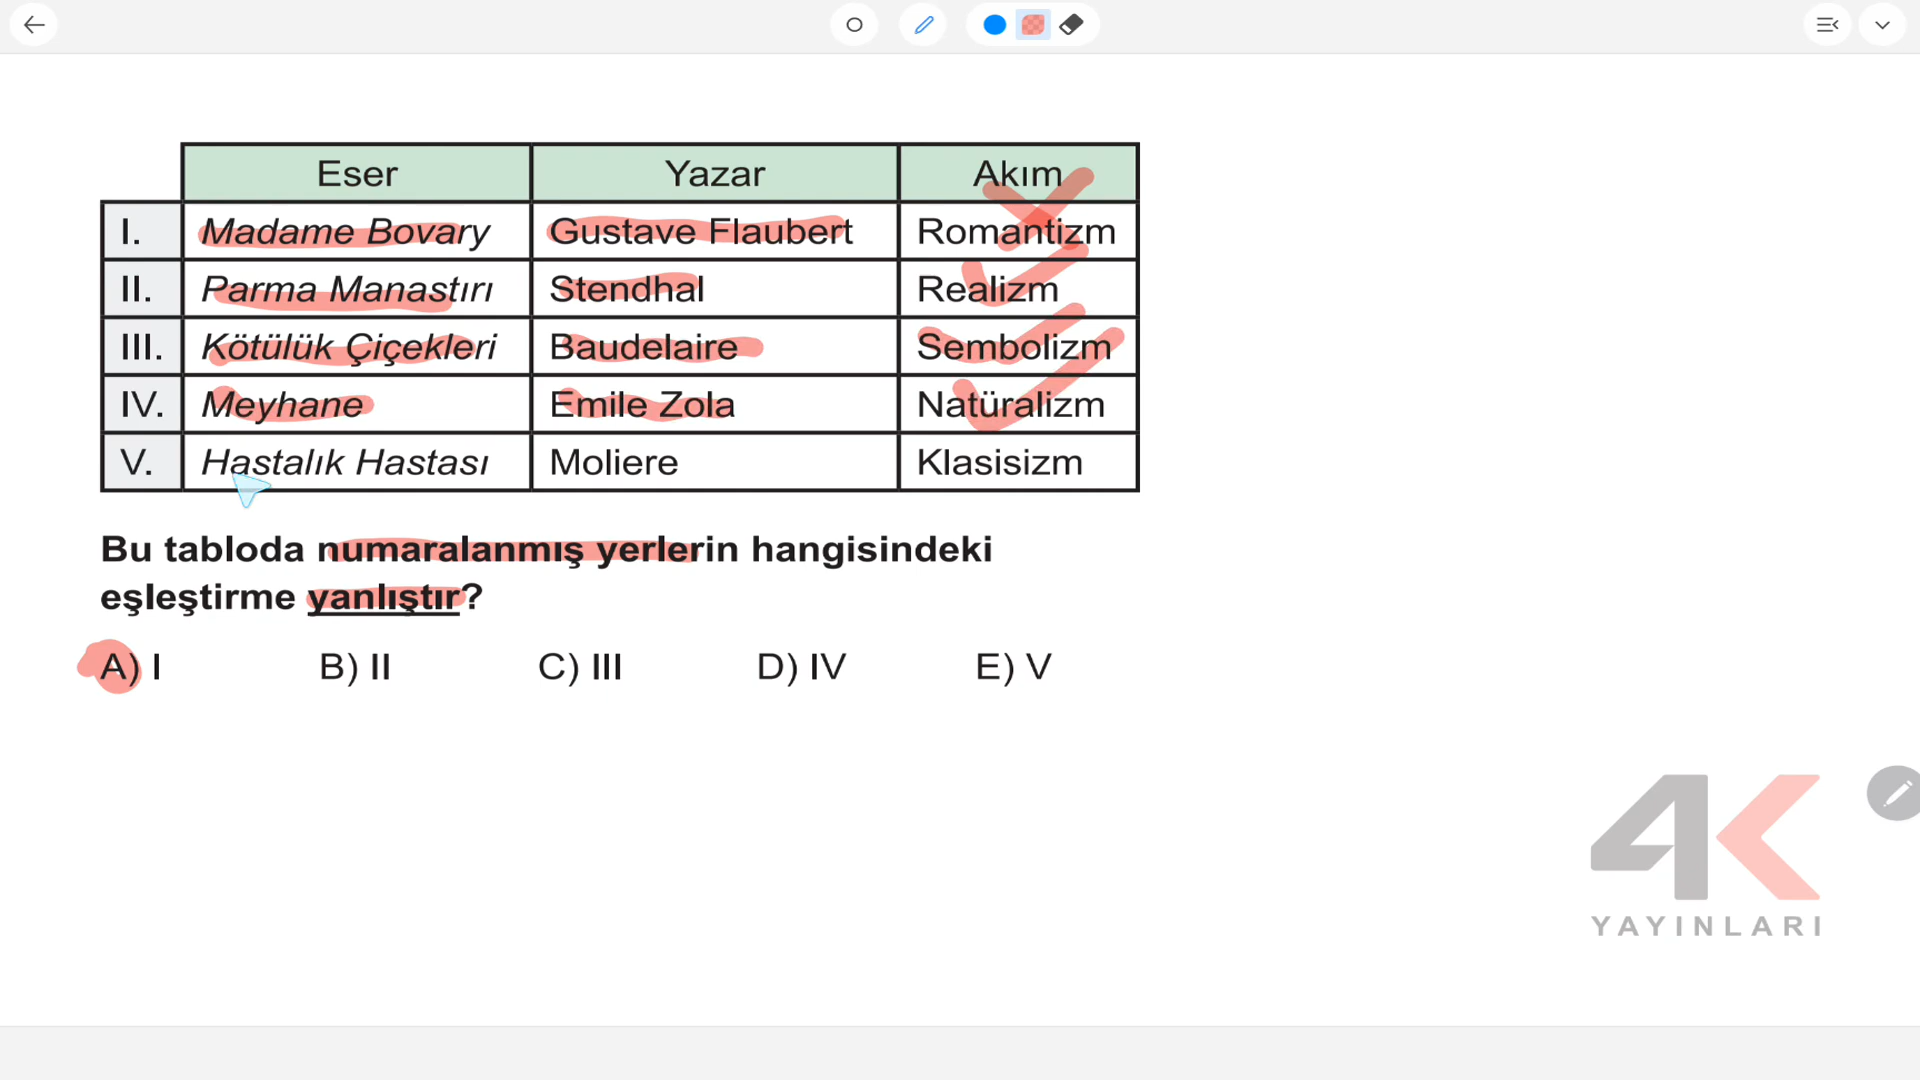 Eser Yazar Akım
I. Madame Bovary Gustave Flaubert Romantizm
II. Parma Manastırı Stendhal Realizm
III. Kötülük Çiçekleri Baudelaire Sembolizm
IV. Meyhane Emile Zola Natüralizm
V. Hastalık Hastası Moliere Klasisizm
Bu tabloda numaralanmış yerlerin hangisindeki
eşleştirme yanlıştır?
A) I B) II C) III D) IV E) V
4K
YAYINLARI